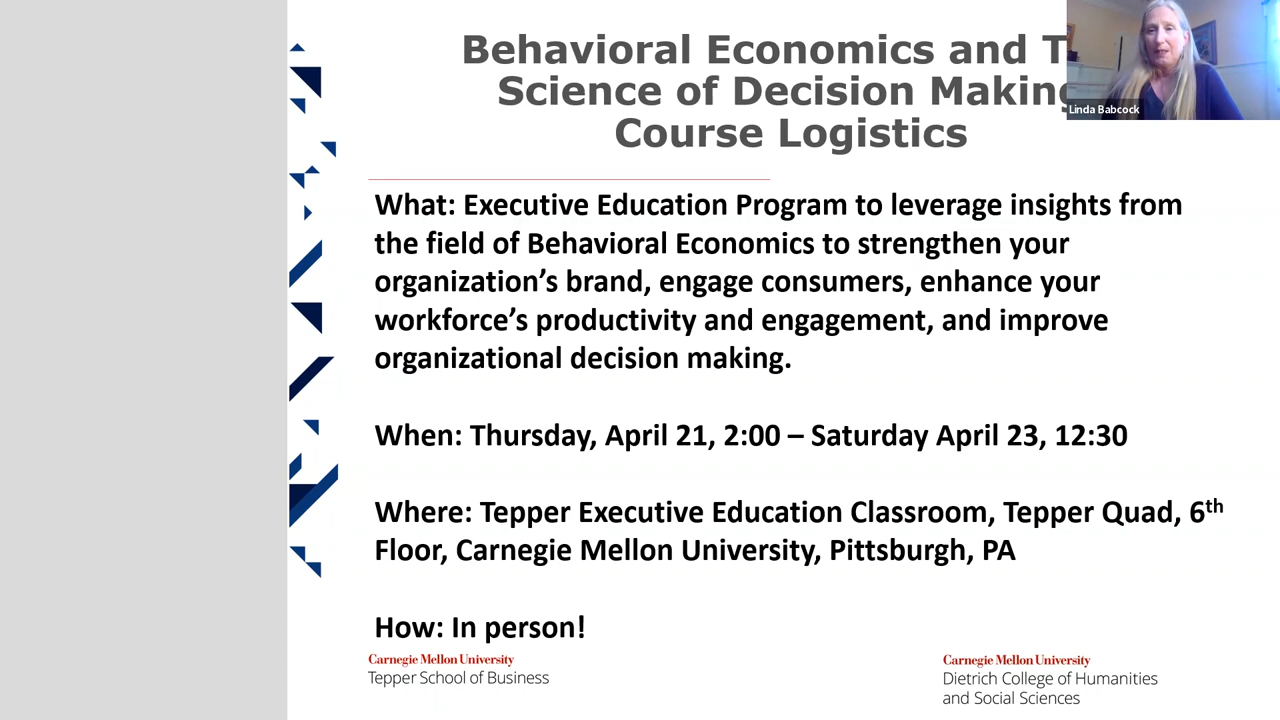 Behavioral Economics and T
Science of Decision Making
Course Logistics
Linda Babcock
What: Executive Education Program to leverage insights from
the field of Behavioral Economics to strengthen your
organization’s brand, engage consumers, enhance your
workforce’s productivity and engagement, and improve
organizational decision making.
When: Thursday, April 21, 2:00 – Saturday April 23, 12:30
Where: Tepper Executive Education Classroom, Tepper Quad, 6th
Floor, Carnegie Mellon University, Pittsburgh, PA
How: In person!
Carnegie Mellon University
Tepper School of Business
Carnegie Mellon University
Dietrich College of Humanities
and Social Sciences